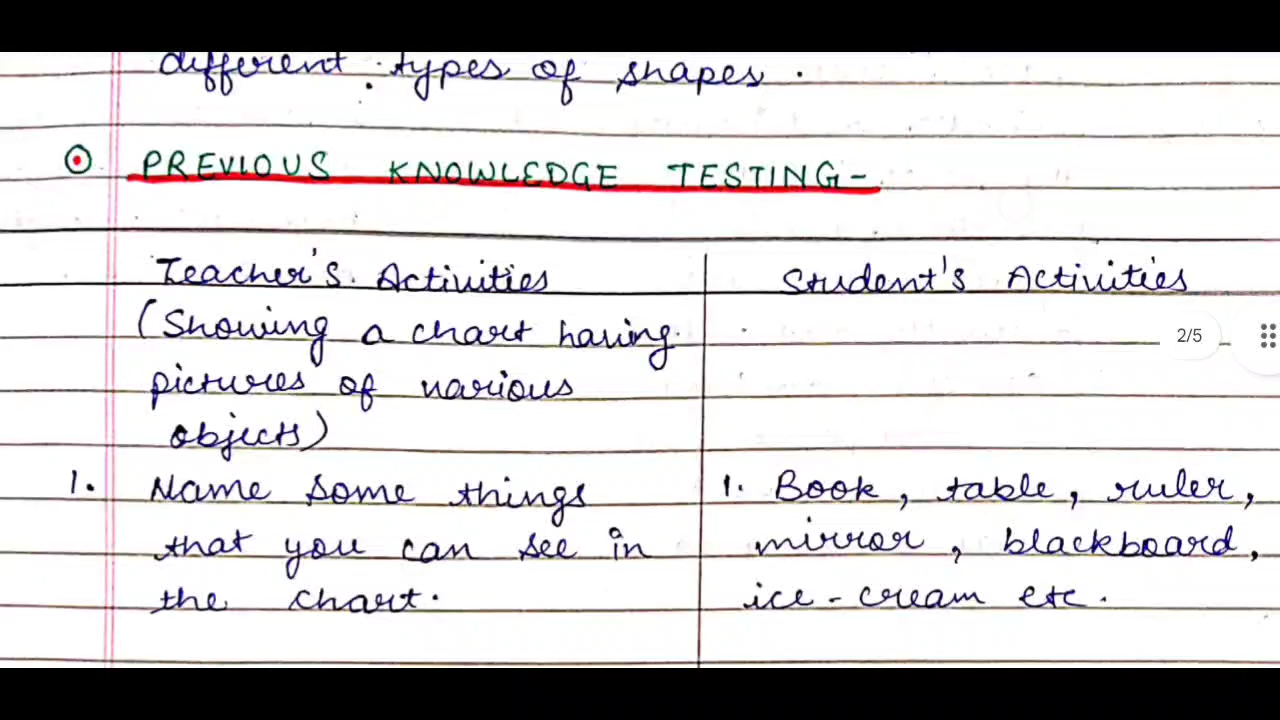 different types of shapes.
PREVIOUS KNOWLEDGE TESTING-
Teacher's Activities
Student's Activities
(Showing a chart having
pictures of various
objects)
2/5
1. Name some things
that you can see in
the chart.
1. Book, table, ruler,
mirror, blackboard,
ice-cream etc.